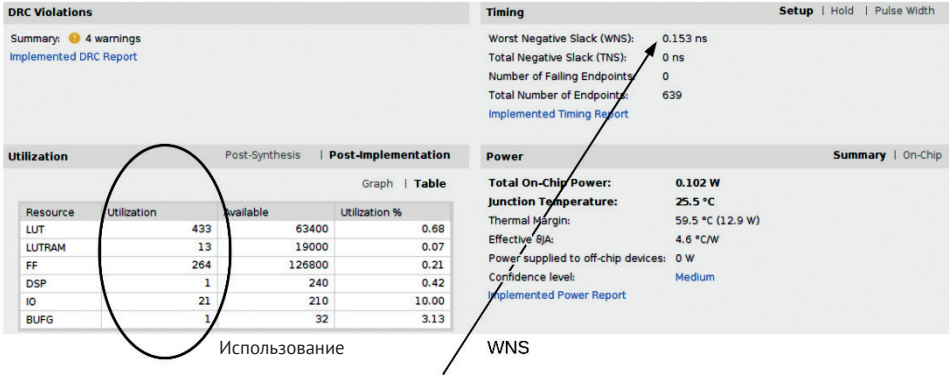 DRC Violations
Summary: 4 warnings
Implemented DRC Report
Timing Setup | Hold | Pulse Width
Worst Negative Slack (WNS): 0.153 ns
Total Negative Slack (TNS): 0 ns
Number of Failing Endpoints: 0
Total Number of Endpoints: 639
Implemented Timing Report
Utilization Post-Synthesis | Post-Implementation
Graph | Table
Resource Utilization Available Utilization %
LUT 433 63400 0.68
LUTRAM 13 19000 0.07
FF 264 126800 0.21
DSP 1 240 0.42
IO 21 210 10.00
BUFG 1 32 3.13
Power Summary | On-Chip
Total On-Chip Power: 0.102 W
Junction Temperature: 25.5 °C
Thermal Margin: 59.5 °C (12.9 W)
Effective θJA: 4.6 °C/W
Power supplied to off-chip devices: 0 W
Confidence level: Medium
Implemented Power Report
Использование
WNS